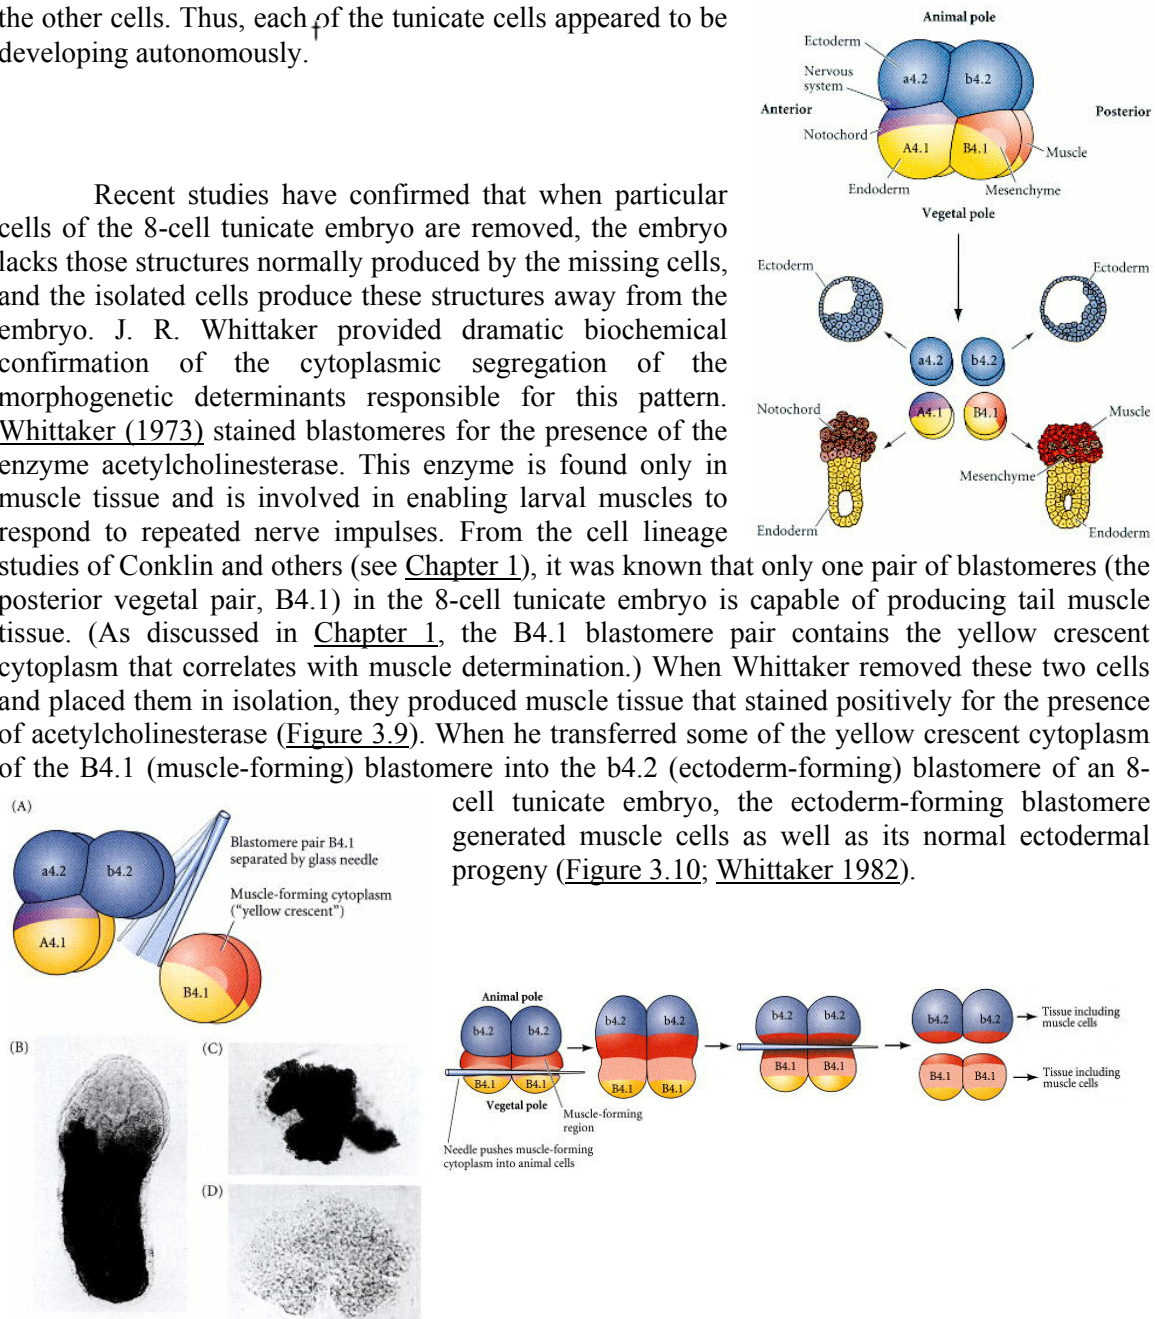 the other cells. Thus, each of the tunicate cells appeared to be
†
developing autonomously.
Animal pole
Ectoderm
Nervous
system
a4.2
b4.2
Anterior
Posterior
Notochord
A4.1
B4.1
Muscle
Endoderm
Mesenchyme
Vegetal pole
Ectoderm
Ectoderm
a4.2
b4.2
Notochord
A4.1
B4.1
Muscle
Mesenchyme
Endoderm
Endoderm
Recent studies have confirmed that when particular
cells of the 8-cell tunicate embryo are removed, the embryo
lacks those structures normally produced by the missing cells,
and the isolated cells produce these structures away from the
embryo. J. R. Whittaker provided dramatic biochemical
confirmation of the cytoplasmic segregation of the
morphogenetic determinants responsible for this pattern.
Whittaker (1973) stained blastomeres for the presence of the
enzyme acetylcholinesterase. This enzyme is found only in
muscle tissue and is involved in enabling larval muscles to
respond to repeated nerve impulses. From the cell lineage
studies of Conklin and others (see Chapter 1), it was known that only one pair of blastomeres (the
posterior vegetal pair, B4.1) in the 8-cell tunicate embryo is capable of producing tail muscle
tissue. (As discussed in Chapter 1, the B4.1 blastomere pair contains the yellow crescent
cytoplasm that correlates with muscle determination.) When Whittaker removed these two cells
and placed them in isolation, they produced muscle tissue that stained positively for the presence
of acetylcholinesterase (Figure 3.9). When he transferred some of the yellow crescent cytoplasm
of the B4.1 (muscle-forming) blastomere into the b4.2 (ectoderm-forming) blastomere of an 8-
cell tunicate embryo, the ectoderm-forming blastomere
generated muscle cells as well as its normal ectodermal
progeny (Figure 3.10; Whittaker 1982).
(A)
a4.2
b4.2
Blastomere pair B4.1
separated by glass needle
Muscle-forming cytoplasm
("yellow crescent")
A4.1
B4.1
(B)
(C)
(D)
Animal pole
b4.2
b4.2
B4.1
B4.1
Vegetal pole
Muscle-forming
region
Needle pushes muscle-forming
cytoplasm into animal cells
b4.2
b4.2
B4.1
B4.1
b4.2
b4.2
B4.1
B4.1
b4.2
b4.2
Tissue including
muscle cells
B4.1
B4.1
Tissue including
muscle cells